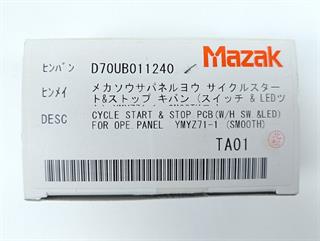 Mazak
ヒンバン D70UB011240
ヒンメイ メカソウサパネルヨウ サイクルスター
ト&ストップ キバン (スイッチ & LEDツ
DESC CYCLE START & STOP PCB(W/H SW.&LED)
FOR OPE.PANEL YMYZ71-1 (SMOOTH)
TA01